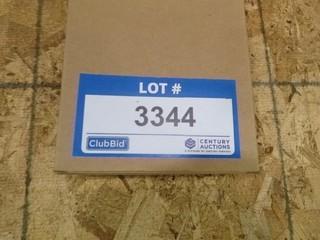 LOT #
3344
ClubBid
CENTURY
AUCTIONS